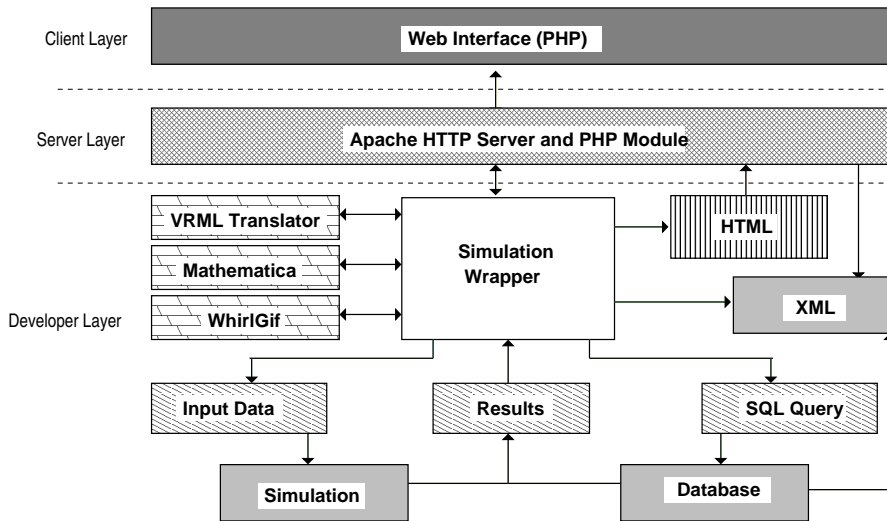 Client Layer
Web Interface (PHP)
Server Layer
Apache HTTP Server and PHP Module
VRML Translator
HTML
Simulation
Wrapper
Mathematica
XML
Developer Layer
WhirlGif
Input Data
Results
SQL Query
Simulation
Database